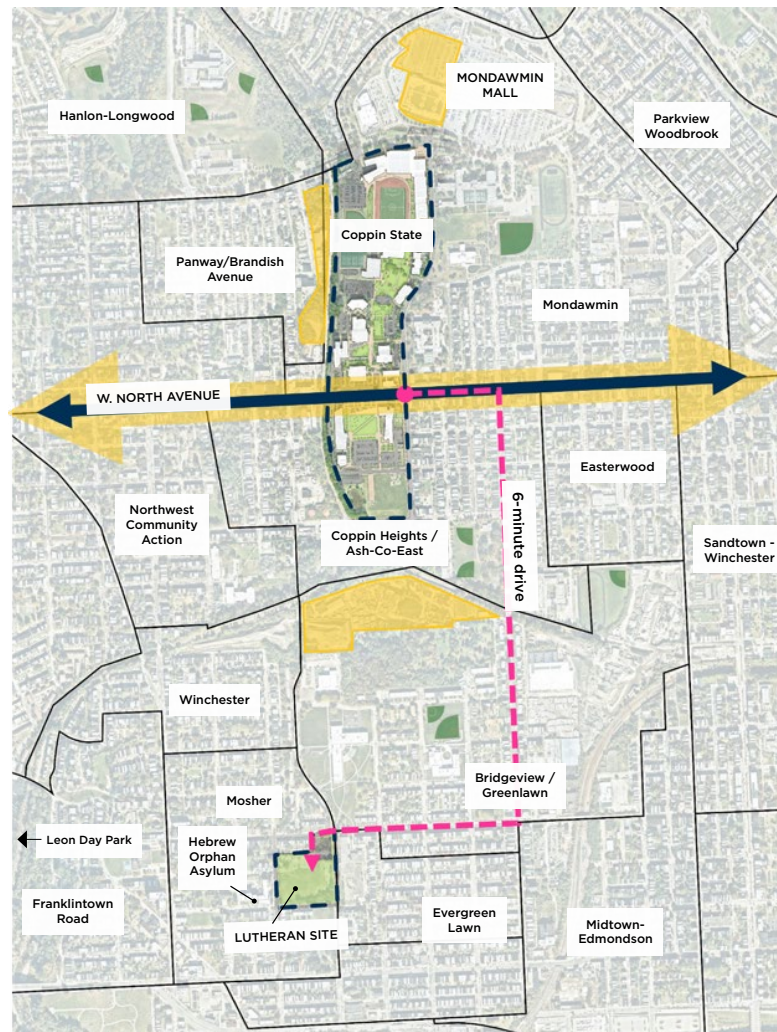 MONDAWMIN
MALL
Hanlon-Longwood
Parkview
Woodbrook
Coppin State
Panway/Brandish
Avenue
Mondawmin
W. NORTH AVENUE
Easterwood
6-minute drive
Northwest
Community
Action
Coppin Heights /
Ash-Co-East
Sandtown -
Winchester
Winchester
Bridgeview /
Greenlawn
Mosher
Leon Day Park
Hebrew
Orphan
Asylum
Franklintown
Road
Evergreen
Lawn
Midtown-
Edmondson
LUTHERAN SITE